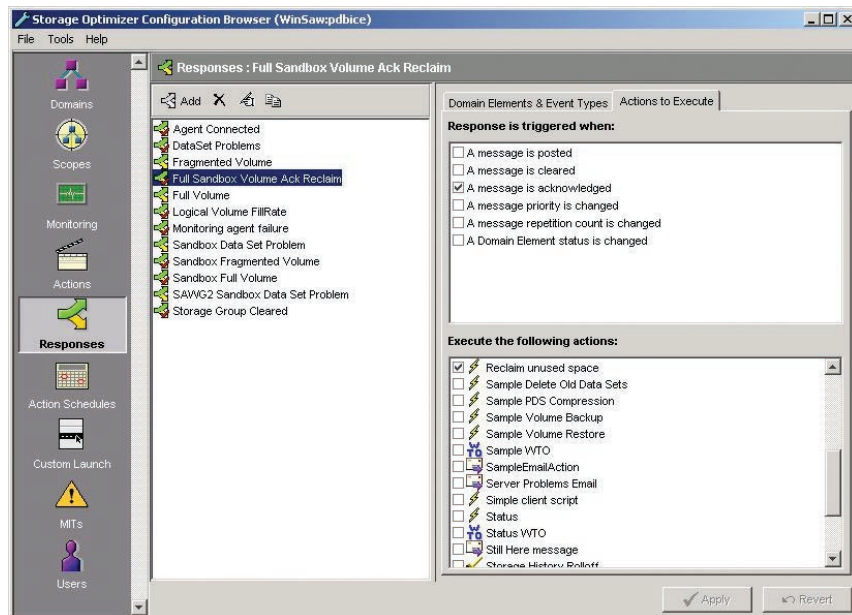 Storage Optimizer Configuration Browser (WinSaw:pdbice)
File Tools Help
Domains
Scopes
Monitoring
Actions
Responses
Action Schedules
Custom Launch
MITs
Users
Responses : Full Sandbox Volume Ack Reclaim
Add
Agent Connected
DataSet Problems
Fragmented Volume
Full Sandbox Volume Ack Reclaim
Full Volume
Logical Volume FillRate
Monitoring agent failure
Sandbox Data Set Problem
Sandbox Fragmented Volume
Sandbox Full Volume
SAWG2 Sandbox Data Set Problem
Storage Group Cleared
Domain Elements & Event Types
Actions to Execute
Response is triggered when:
A message is posted
A message is cleared
A message is acknowledged
A message priority is changed
A message repetition count is changed
A Domain Element status is changed
Execute the following actions:
Reclaim unused space
Sample Delete Old Data Sets
Sample PDS Compression
Sample Volume Backup
Sample Volume Restore
WTO Sample WTO
SampleEmailAction
Server Problems Email
Simple client script
Status
WTO Status WTO
Still Here message
Storage History Rolloff
Apply
Revert